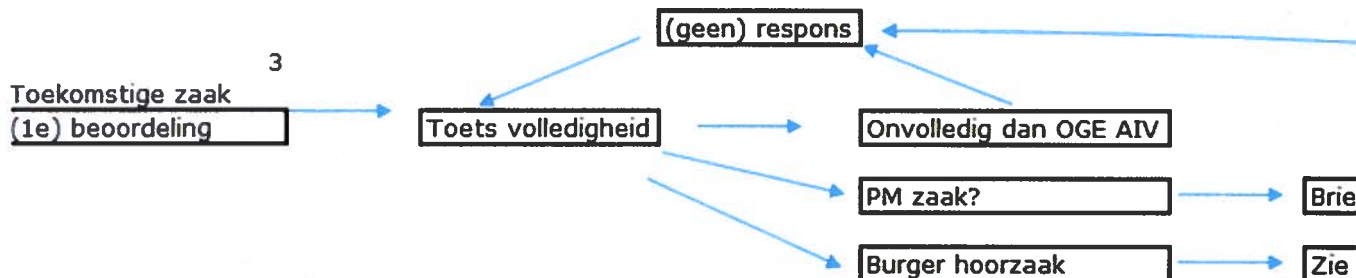 (geen) respons
3
Toekomstige zaak
(1e) beoordeling
Toets volledigheid
Onvolledig dan OGE AIV
PM zaak?
Brie
Burger hoorzaak
Zie